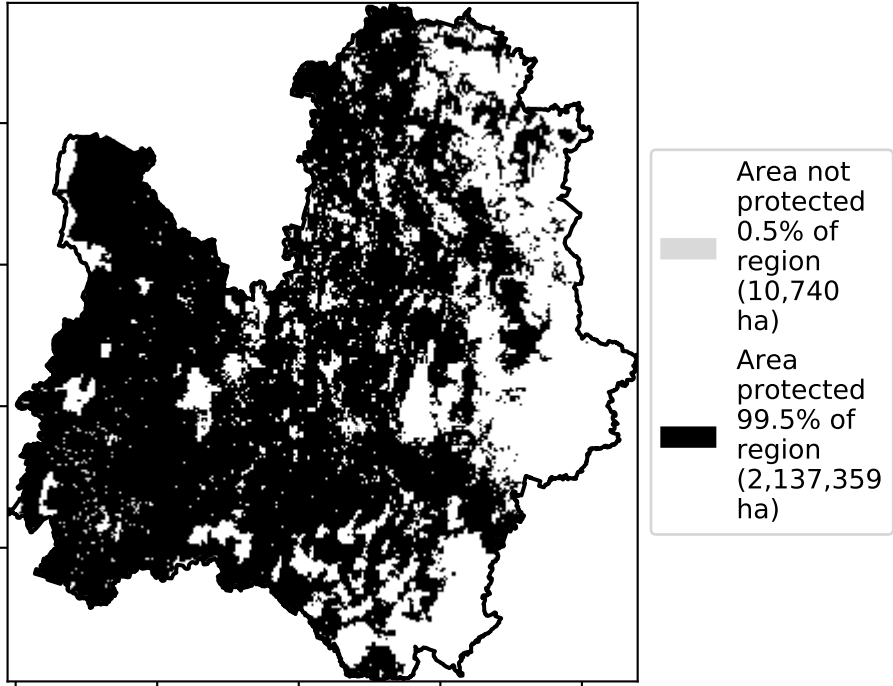 Area not
protected
0.5% of
region
(10,740
ha)
Area
protected
99.5% of
region
(2,137,359
ha)